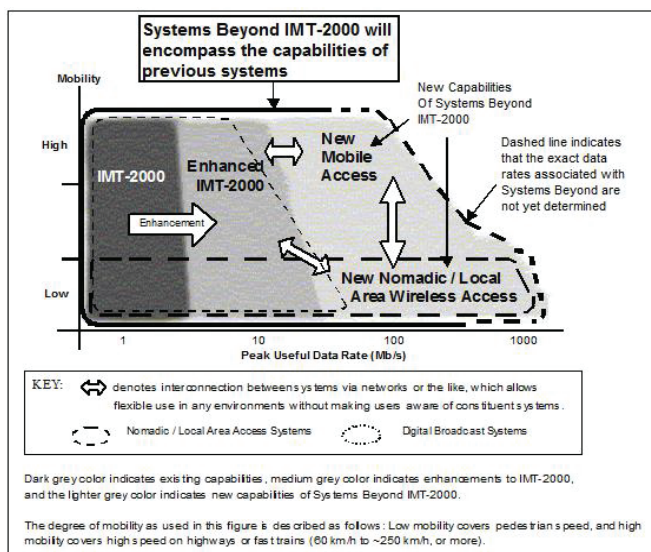 Systems Beyond IMT-2000 will
encompass the capabilities of
previous systems
Mobility
New Capabilities
Of Systems Beyond
IMT-2000
High
New
Mobile
Access
Dashed line indicates
that the exact data
rates associated with
Systems Beyond are
not yet determined
IMT-2000
Enhanced
IMT-2000
Enhancement
Low
New Nomadic / Local
Area Wireless Access
1
10
100
1000
Peak Useful Data Rate (Mb/s)
KEY:
denotes interconnection between systems via networks or the like, which allows
flexible use in any environments without making users aware of constituent systems.
Nomadic / Local Area Access Systems
Digital Broadcast Systems
Dark grey color indicates existing capabilities, medium grey color indicates enhancements to IMT-2000,
and the lighter grey color indicates new capabilities of Systems Beyond IMT-2000.
The degree of mobility as used in this figure is described as follows: Low mobility covers pedestrian speed, and high
mobility covers high speed on highways or fast trains (60 km/h to ~250 km/h, or more).